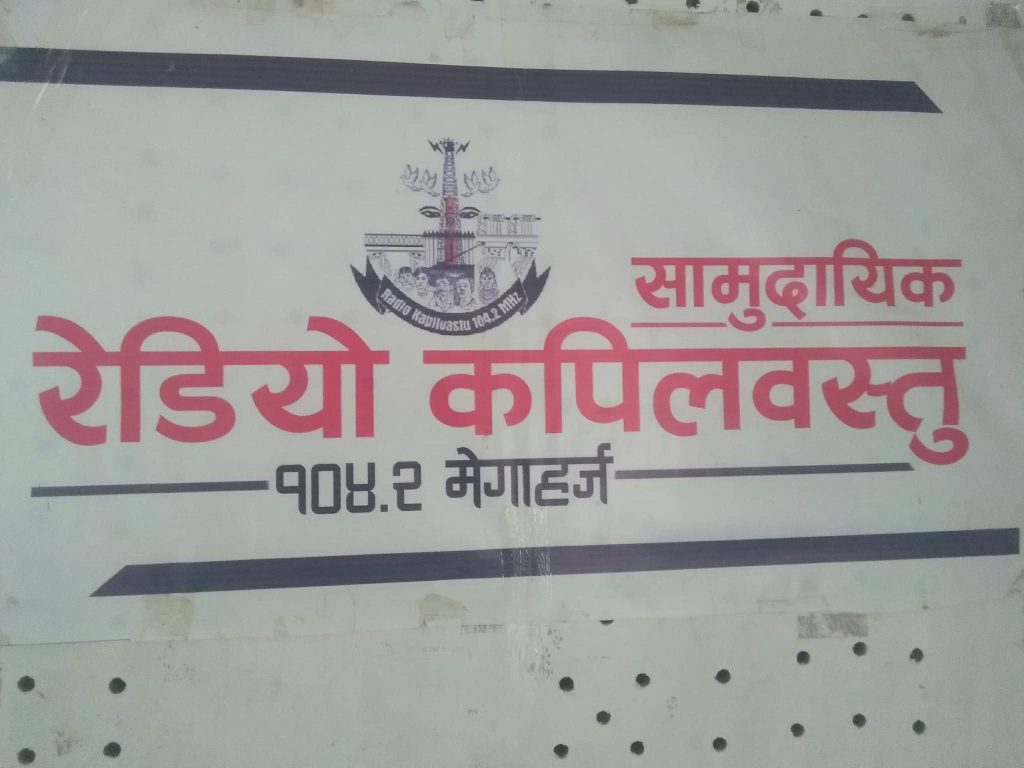 Radio Kapilvastu 104.2 MHz
सामुदायिक
रेडियो कपिलवस्तु
१०४.२ मेगाहर्ज